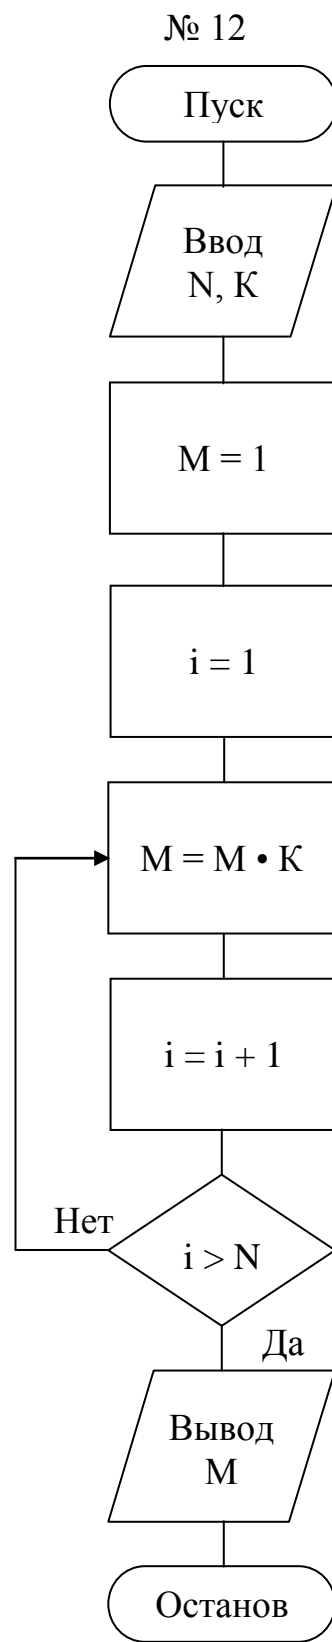 № 12
Пуск
Ввод
N, К
М = 1
i = 1
М = М • К
i = i + 1
Нет
i > N
Да
Вывод
М
Останов